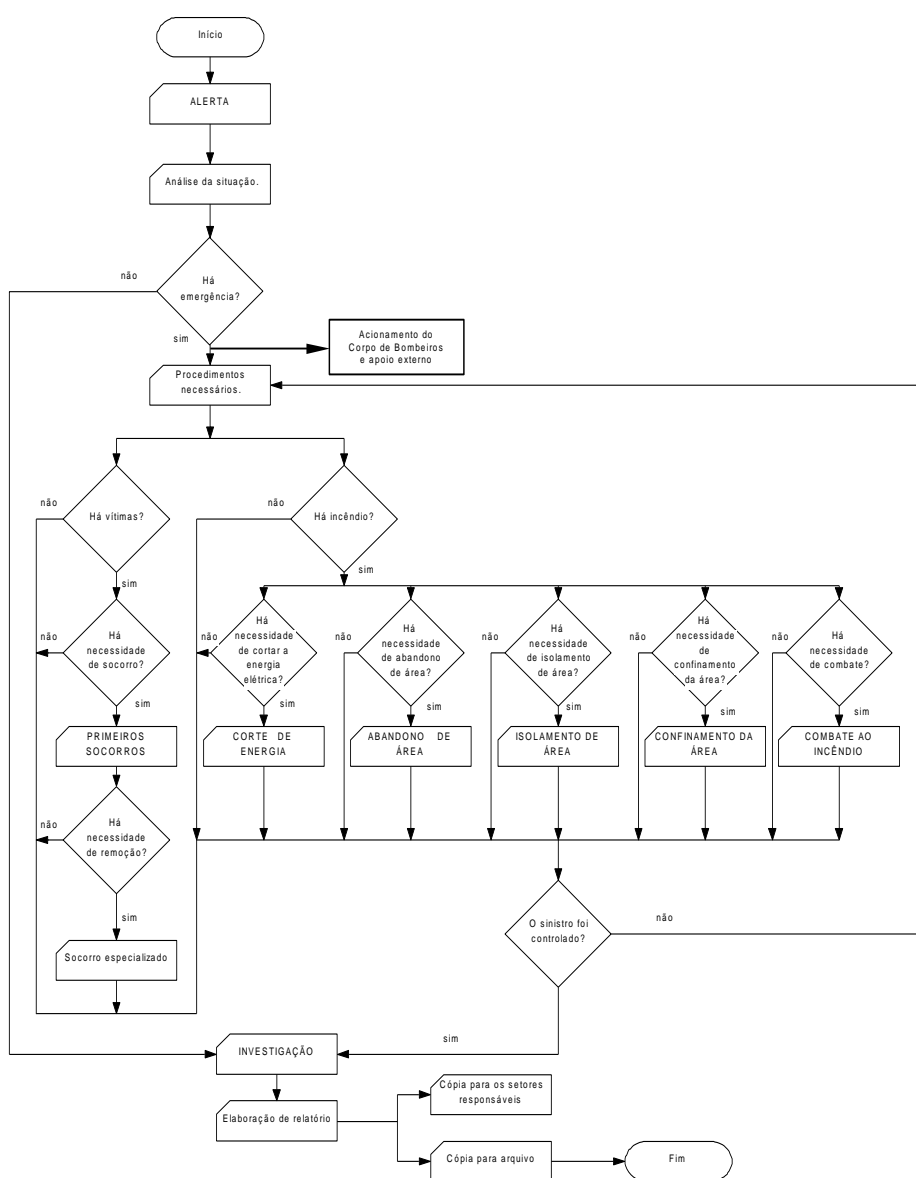 Início
ALERTA
Análise da situação.
não
Há
emergência?
sim
Acionamento do
Corpo de Bombeiros
e apoio externo
Procedimentos
necessários.
não
Há vítimas?
sim
não
Há incêndio?
sim
não
Há
necessidade
de socorro?
sim
não
Há
necessidade
de cortar a
energia
elétrica?
sim
não
Há
necessidade
de abandono
de área?
sim
não
Há
necessidade
de isolamento
de área?
sim
não
Há
necessidade
de
confinamento
da área?
sim
não
Há
necessidade
de combate?
sim
PRIMEIROS
SOCORROS
CORTE DE
ENERGIA
ABANDONO DE
ÁREA
ISOLAMENTO DE
ÁREA
CONFINAMENTO DA
ÁREA
COMBATE AO
INCÊNDIO
não
Há
necessidade
de remoção?
sim
Socorro especializado
O sinistro foi
controlado?
não
sim
INVESTIGAÇÃO
Elaboração de relatório
Cópia para os setores
responsáveis
Cópia para arquivo
Fim